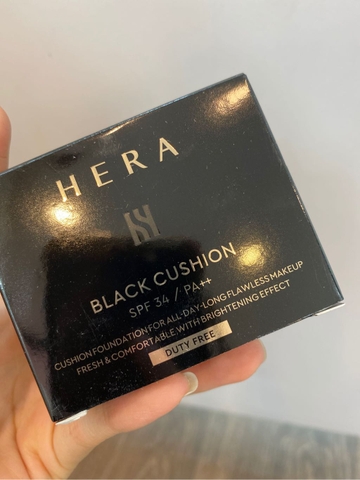 HERA
BLACK CUSHION
SPF 34 / PA++
CUSHION FOUNDATION FOR ALL-DAY-LONG FLAWLESS MAKEUP
FRESH & COMFORTABLE WITH BRIGHTENING EFFECT
DUTY FREE